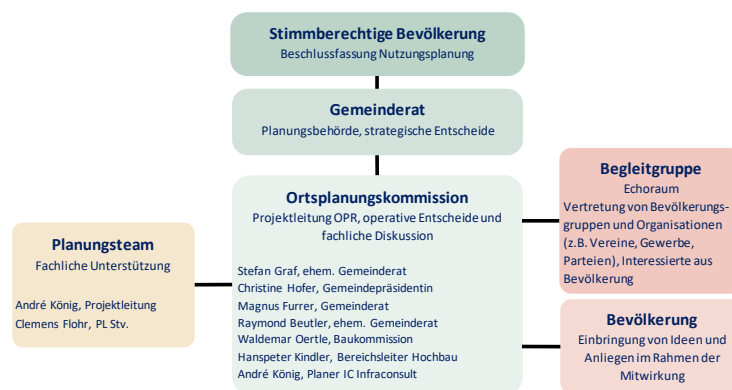 Stimmberechtige Bevölkerung
Beschlussfassung Nutzungsplanung
Gemeinderat
Planungsbehörde, strategische Entscheide
Ortsplanungskommission
Projektleitung OPR, operative Entscheide und
fachliche Diskussion
Stefan Graf, ehem. Gemeinderat
Christine Hofer, Gemeindepräsidentin
Magnus Furrer, Gemeinderat
Raymond Beutler, ehem. Gemeinderat
Waldemar Oertle, Baukommission
Hanspeter Kindler, Bereichsleiter Hochbau
André König, Planer IC Infraconsult
Planungsteam
Fachliche Unterstützung
André König, Projektleitung
Clemens Flohr, PL Stv.
Begleitgruppe
Echoraum
Vertretung von Bevölkerungs-
gruppen und Organisationen
(z.B. Vereine, Gewerbe,
Parteien), Interessierte aus
Bevölkerung
Bevölkerung
Einbringung von Ideen und
Anliegen im Rahmen der
Mitwirkung